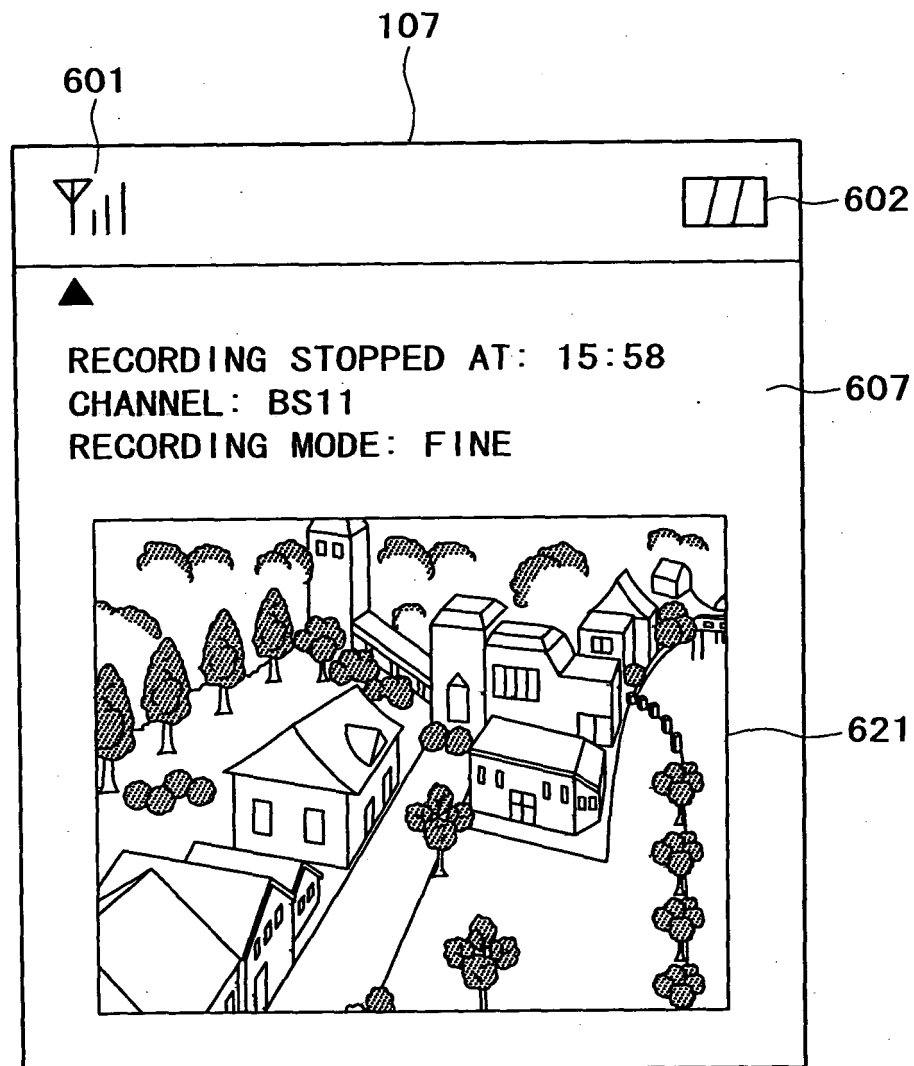 107
601
602
RECORDING STOPPED AT: 15:58
CHANNEL: BS11
RECORDING MODE: FINE
607
621